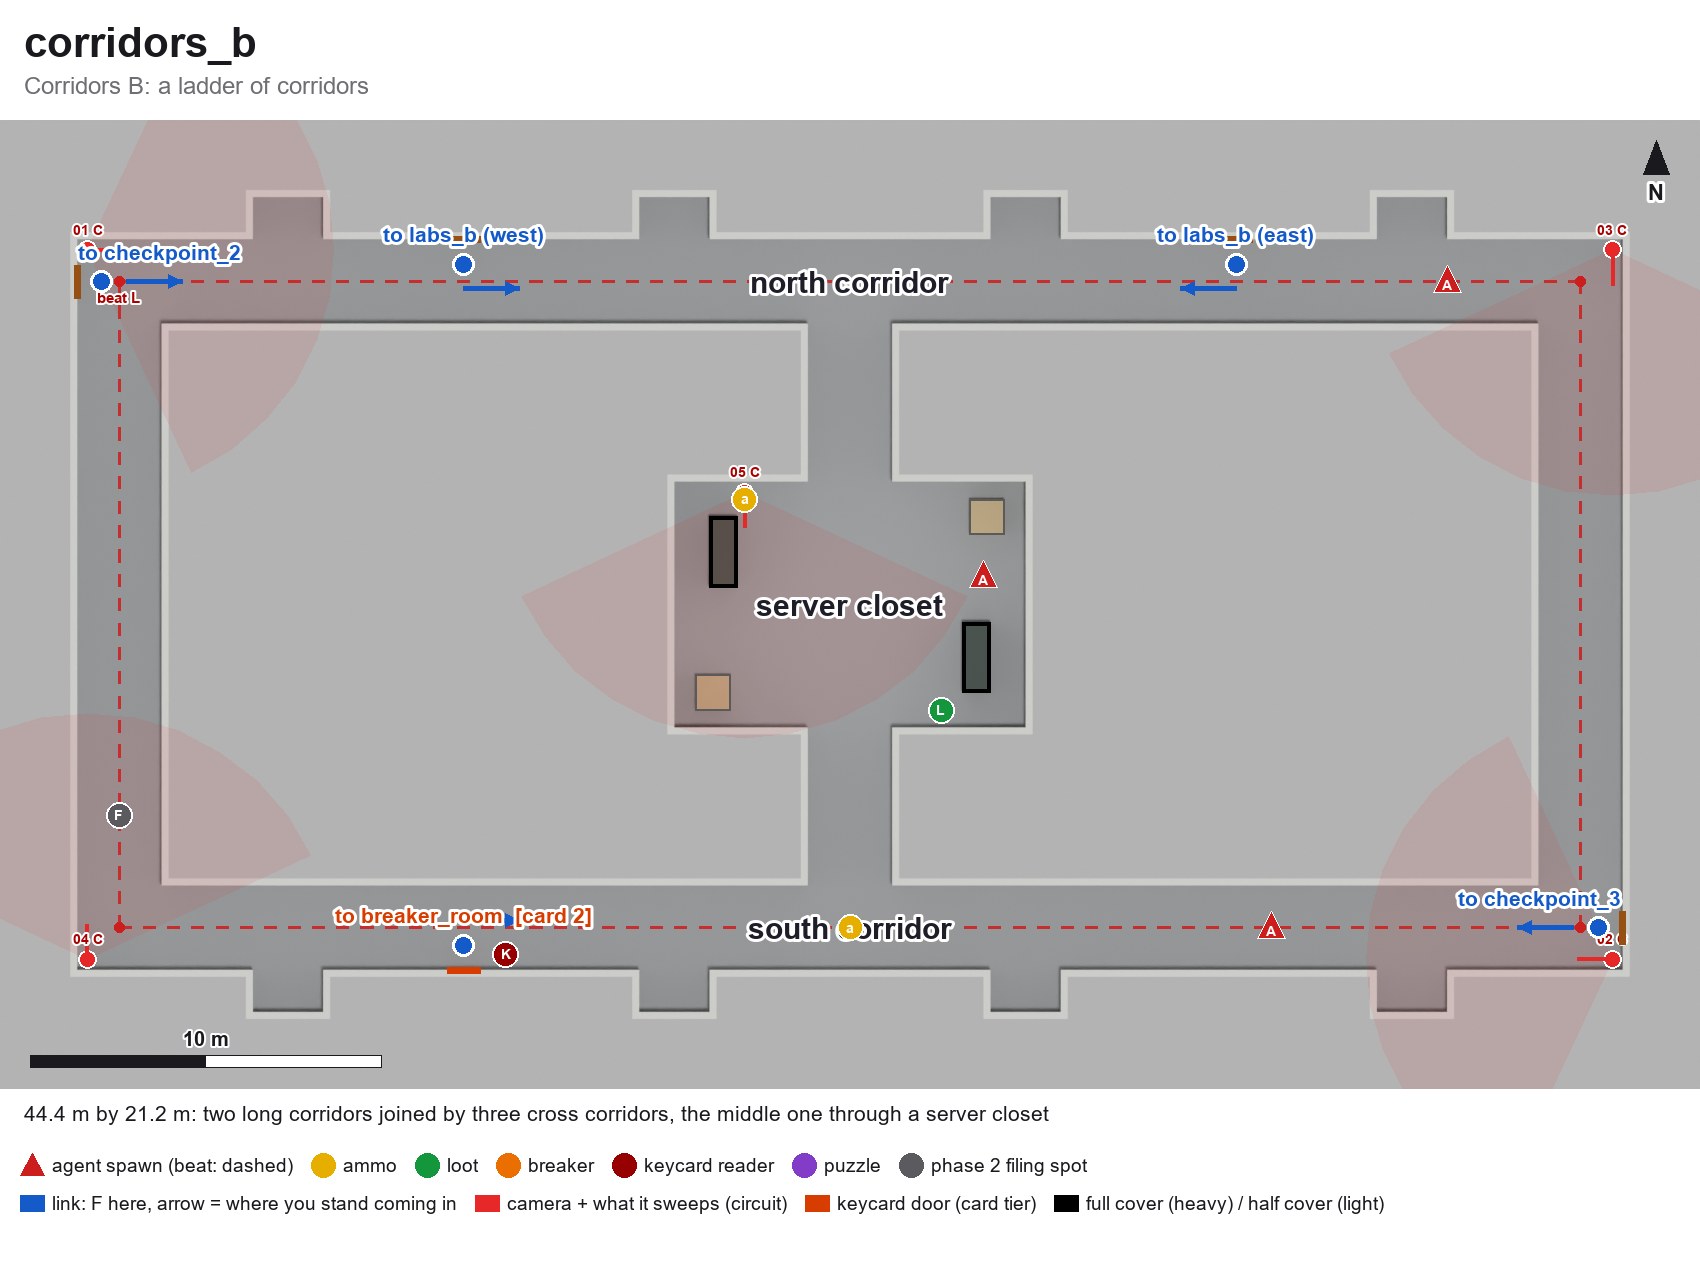 corridors_b
Corridors B: a ladder of corridors
N
01 C
to checkpoint_2
beat L
to labs_b (west)
to labs_b (east)
03 C
north corridor
A
05 C
a
A
server closet
L
F
to checkpoint_3
to breaker_room [card 2]
04 C
K
south corridor
a
A
02 C
10 m
44.4 m by 21.2 m: two long corridors joined by three cross corridors, the middle one through a server closet
agent spawn (beat: dashed) ammo loot breaker keycard reader puzzle phase 2 filing spot
link: F here, arrow = where you stand coming in camera + what it sweeps (circuit) keycard door (card tier) full cover (heavy) / half cover (light)